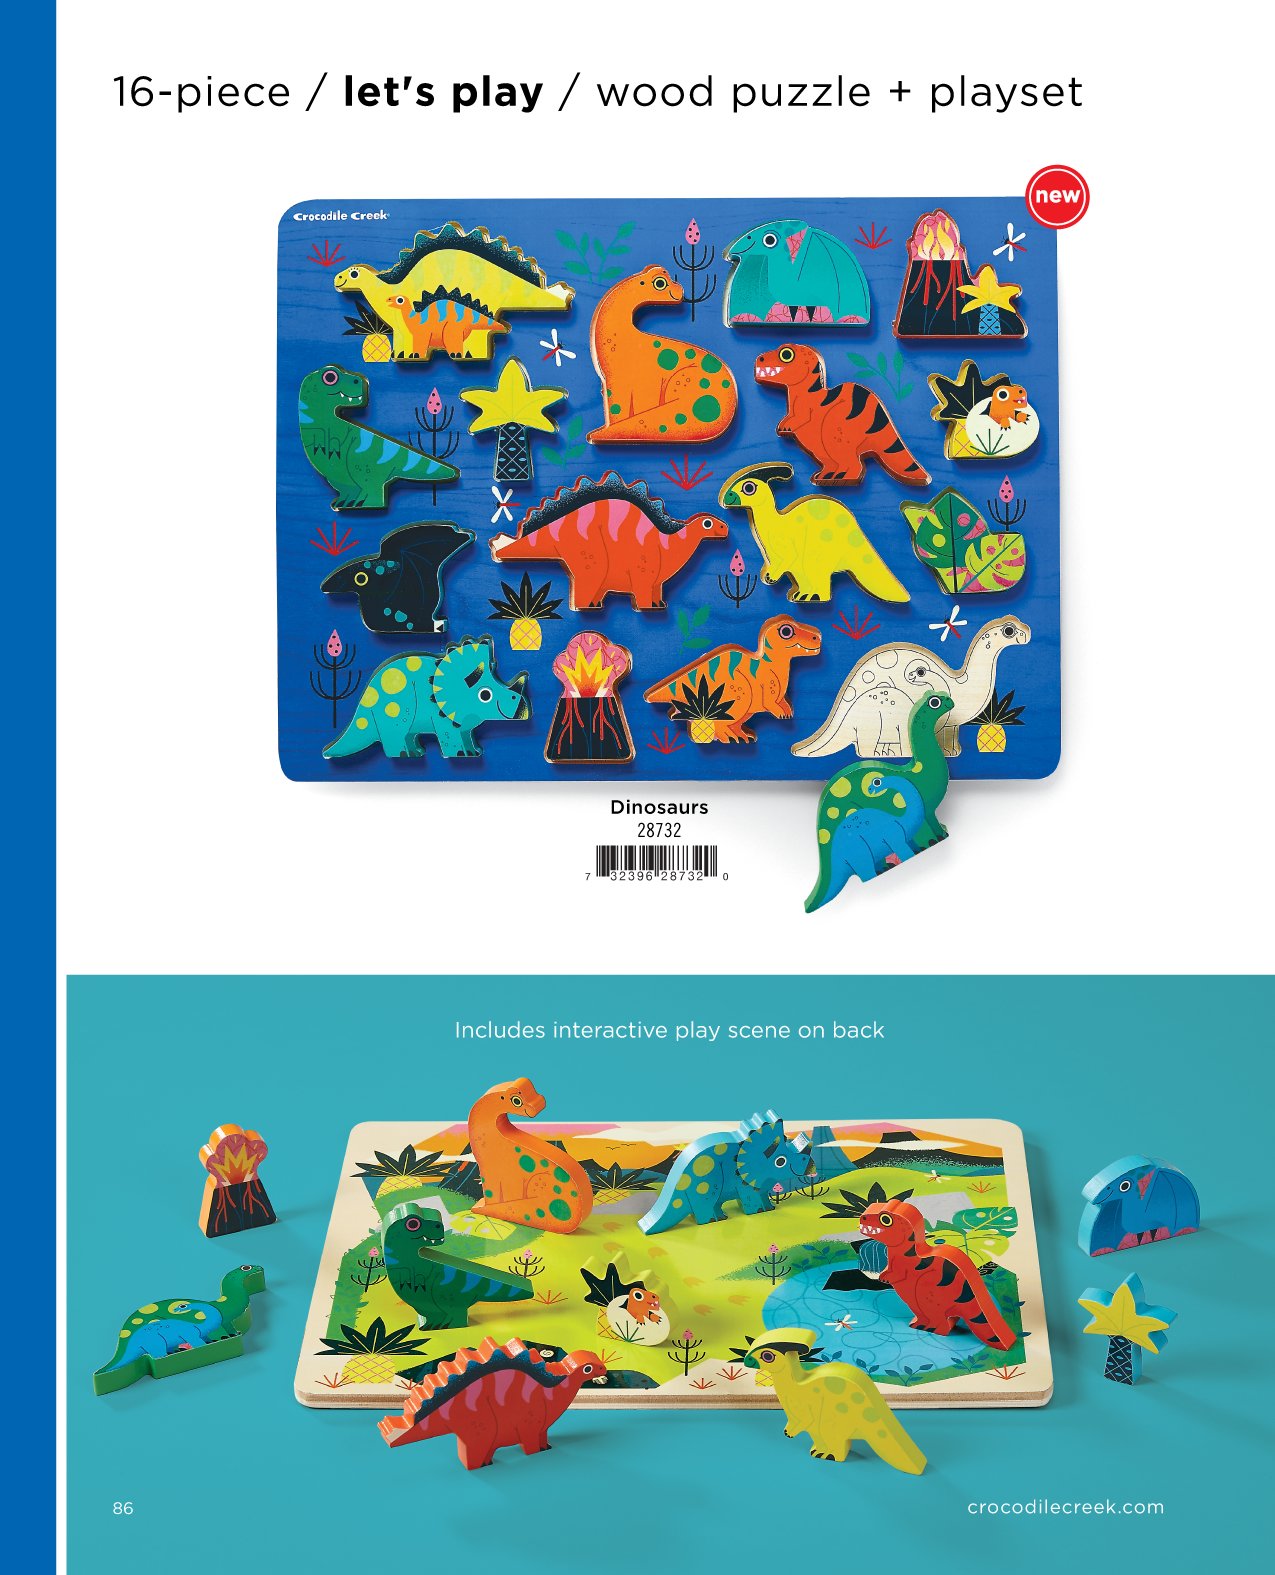 16-piece / let's play / wood puzzle + playset
new
Crocodile Creek
Dinosaurs
28732
7 32396 28732 0
Includes interactive play scene on back
86
crocodilecreek.com